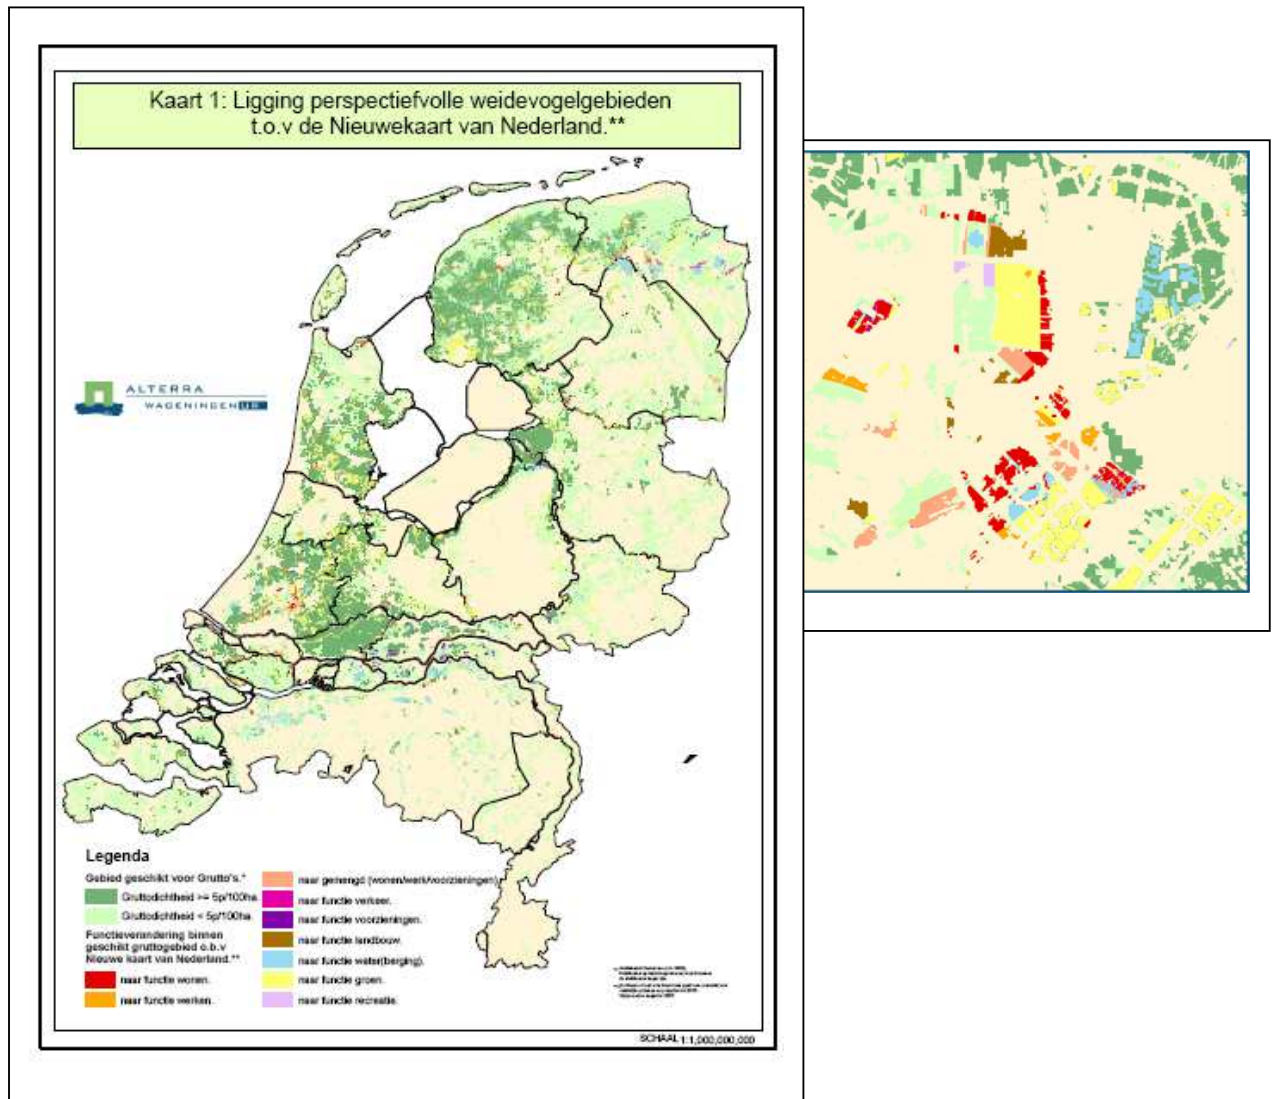 Kaart 1: Ligging perspectiefvolle weidevogelgebieden
t.o.v de Nieuwekaart van Nederland.**
ALTERRA
WAGENINGEN UR
Legenda
Gebied geschikt voor Grutto's.*
Gruttodichtheid >= 5p/100ha.
Gruttodichtheid < 5p/100ha.
Functieverandering binnen
geschikt gruttogebied o.b.v
Nieuwe kaart van Nederland.**
naar functie wonen.
naar functie werken.
naar gemengd (wonen/werk/voorzieningen)
naar functie verkeer.
naar functie voorzieningen.
naar functie landbouw.
naar functie water(berging).
naar functie groen.
naar functie recreatie.
SCHAAL 1:1,000,000,000